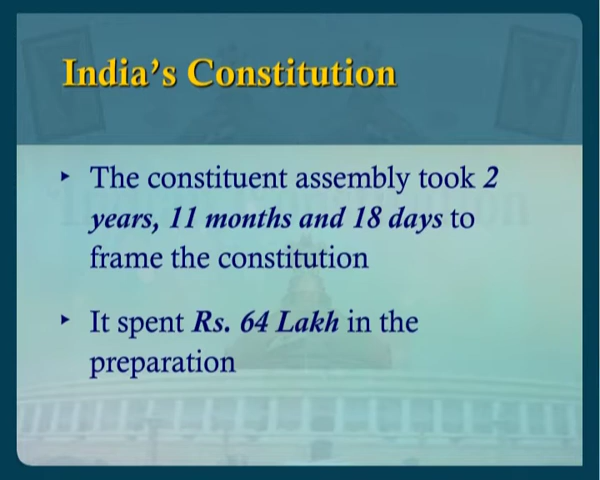 India's Constitution
‣ The constituent assembly took 2
years, 11 months and 18 days to
frame the constitution
‣ It spent Rs. 64 Lakh in the
preparation